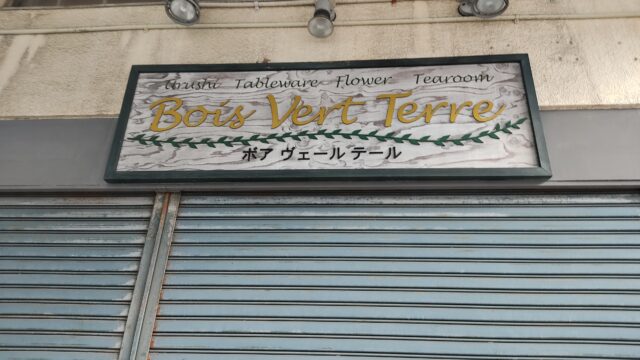 Urushi Tableware Flower Tearoom
Bois Vert Terre
ボア ヴェール テール